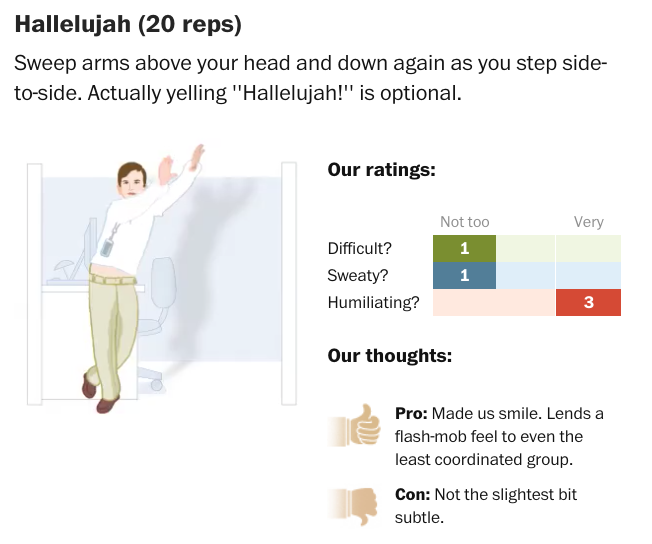 Hallelujah (20 reps)
Sweep arms above your head and down again as you step side-
to-side. Actually yelling "Hallelujah!" is optional.
Our ratings:
Not too Very
Difficult? 1
Sweaty? 1
Humiliating? 3
Our thoughts:
Pro: Made us smile. Lends a
flash-mob feel to even the
least coordinated group.
Con: Not the slightest bit
subtle.